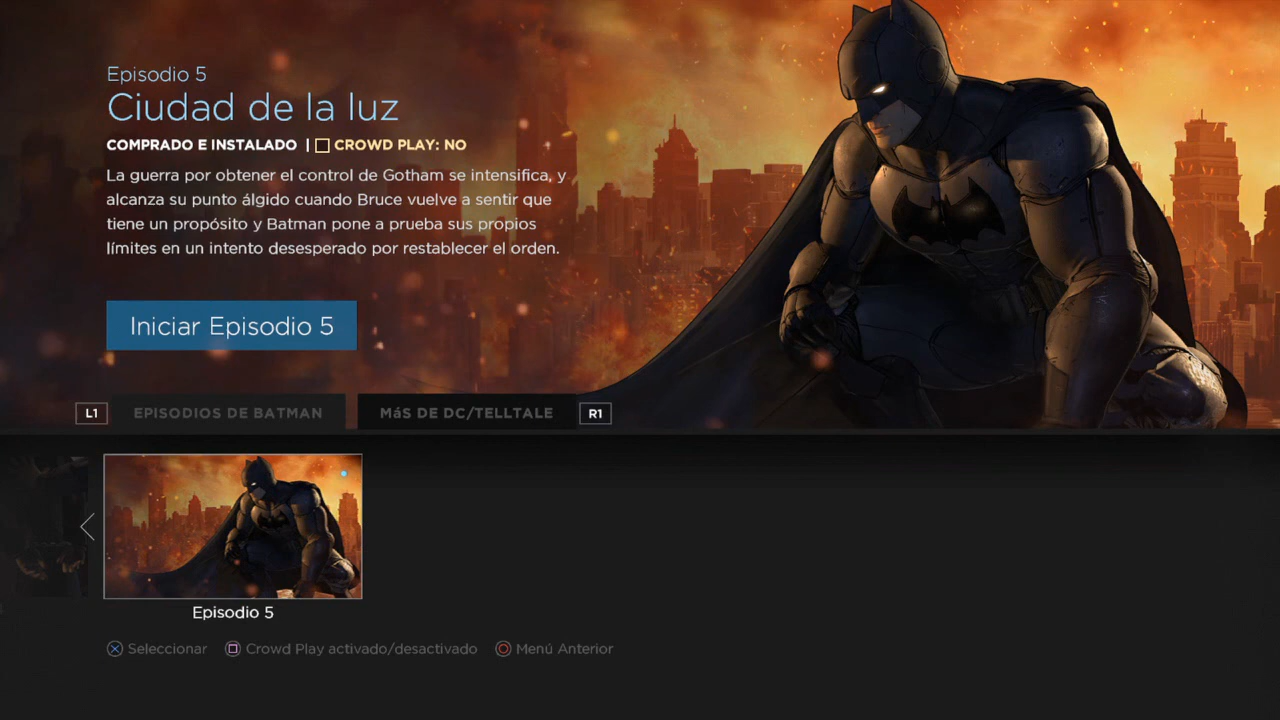 Episodio 5
Ciudad de la luz
COMPRADO E INSTALADO | CROWD PLAY: NO
La guerra por obtener el control de Gotham se intensifica, y
alcanza su punto álgido cuando Bruce vuelve a sentir que
tiene un propósito y Batman pone a prueba sus propios
límites en un intento desesperado por restablecer el orden.
Iniciar Episodio 5
L1 EPISODIOS DE BATMAN MáS DE DC/TELLTALE R1
Episodio 5
Seleccionar Crowd Play activado/desactivado Menú Anterior